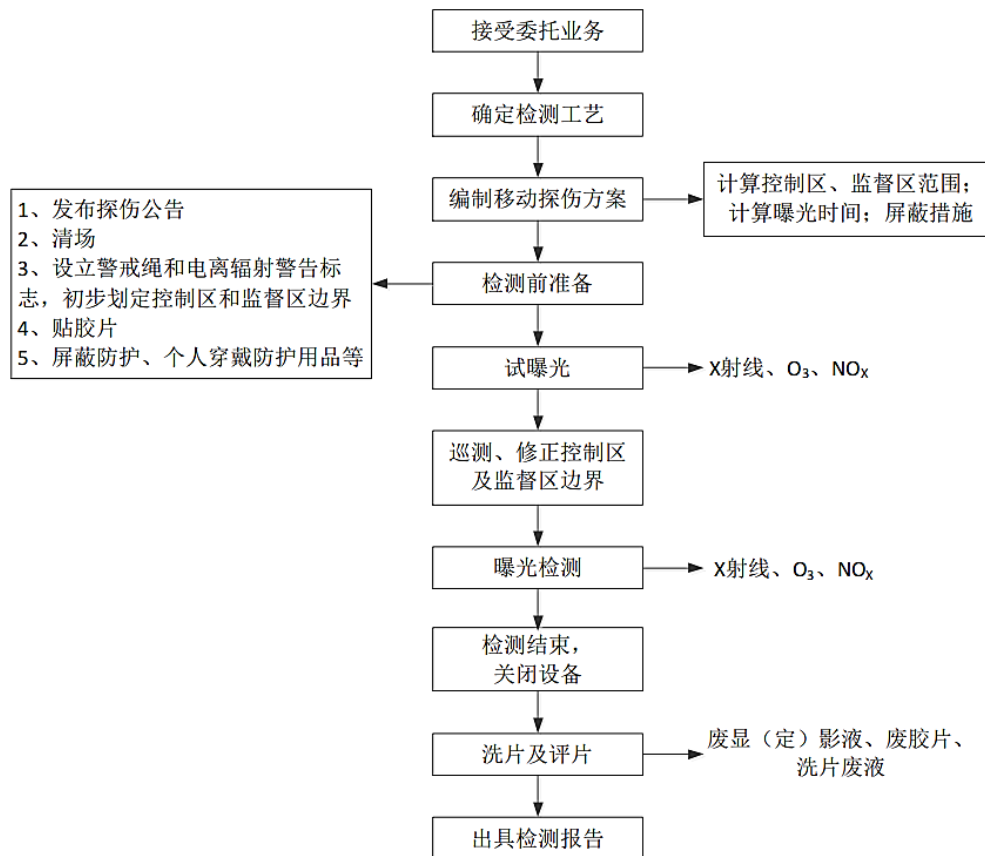 接受委托业务
确定检测工艺
编制移动探伤方案
计算控制区、监督区范围；
计算曝光时间；屏蔽措施
1、发布探伤公告
2、清场
3、设立警戒绳和电离辐射警告标
志，初步划定控制区和监督区边界
4、贴胶片
5、屏蔽防护、个人穿戴防护用品等
检测前准备
试曝光
X射线、O₃、NOₓ
巡测、修正控制区
及监督区边界
曝光检测
X射线、O₃、NOₓ
检测结束，
关闭设备
洗片及评片
废显（定）影液、废胶片、
洗片废液
出具检测报告